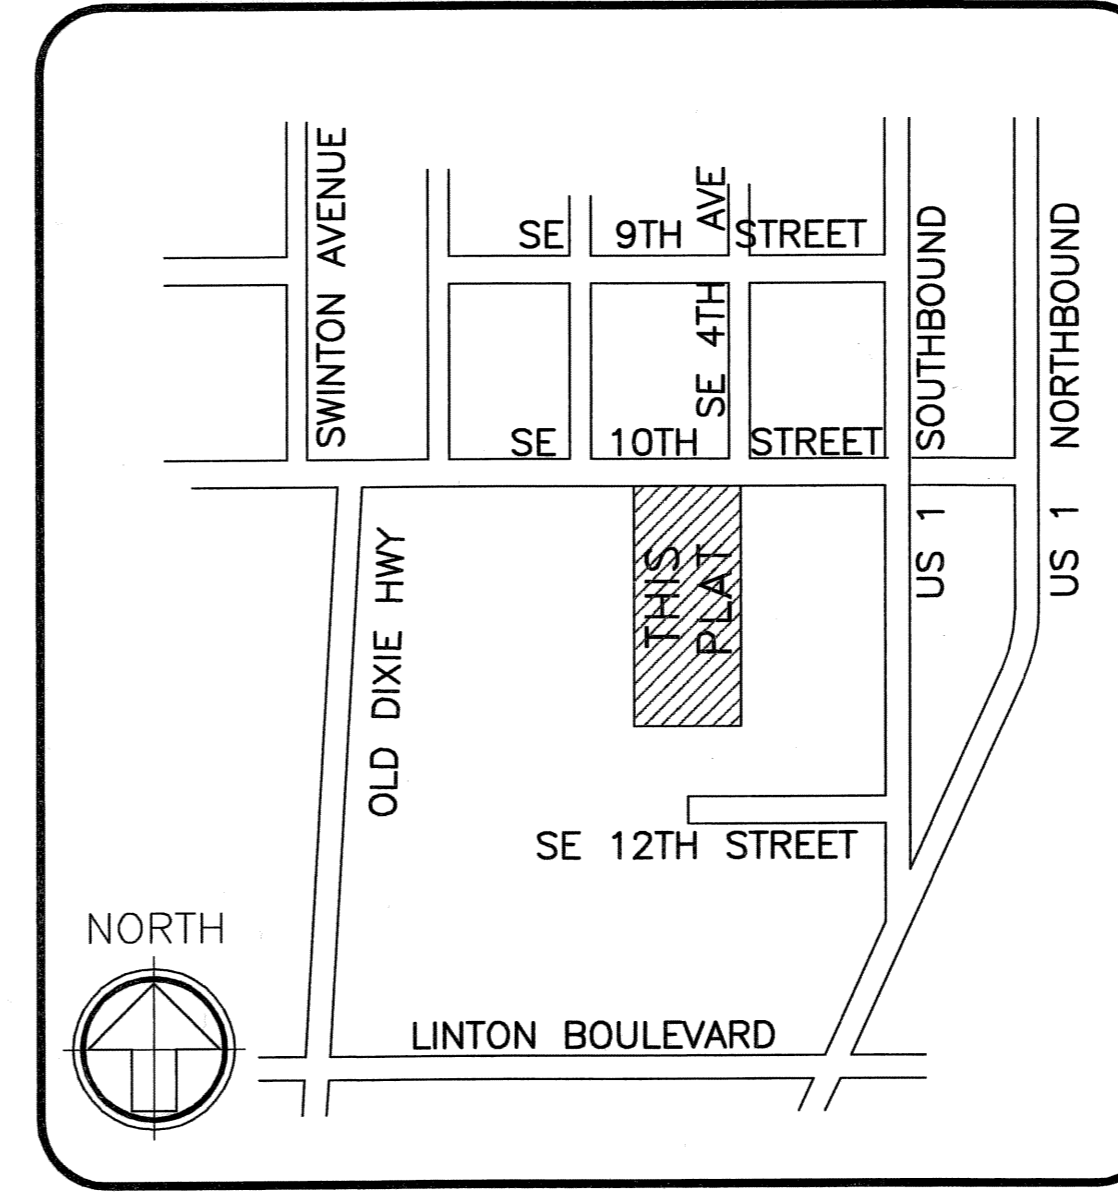 SWINTON AVENUE
SE 9TH STREET
SE 4TH AVE
SE 10TH STREET
US 1 SOUTHBOUND
US 1 NORTHBOUND
OLD DIXIE HWY
THIS
PLAT
SE 12TH STREET
NORTH
LINTON BOULEVARD